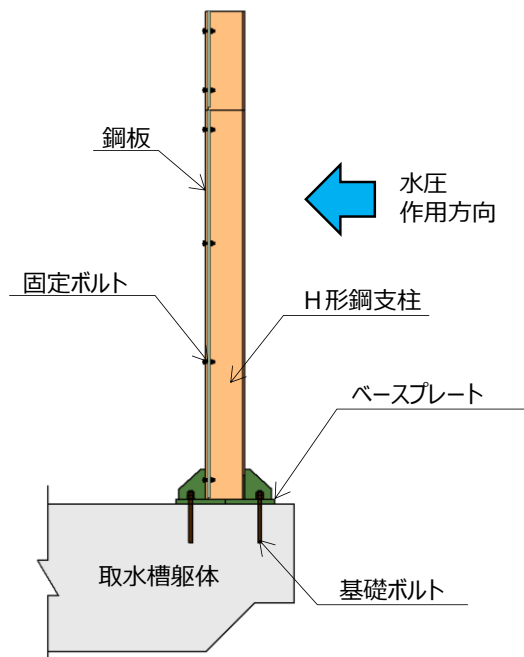 鋼板
水圧
作用方向
固定ボルト
H形鋼支柱
ベースプレート
取水槽躯体
基礎ボルト